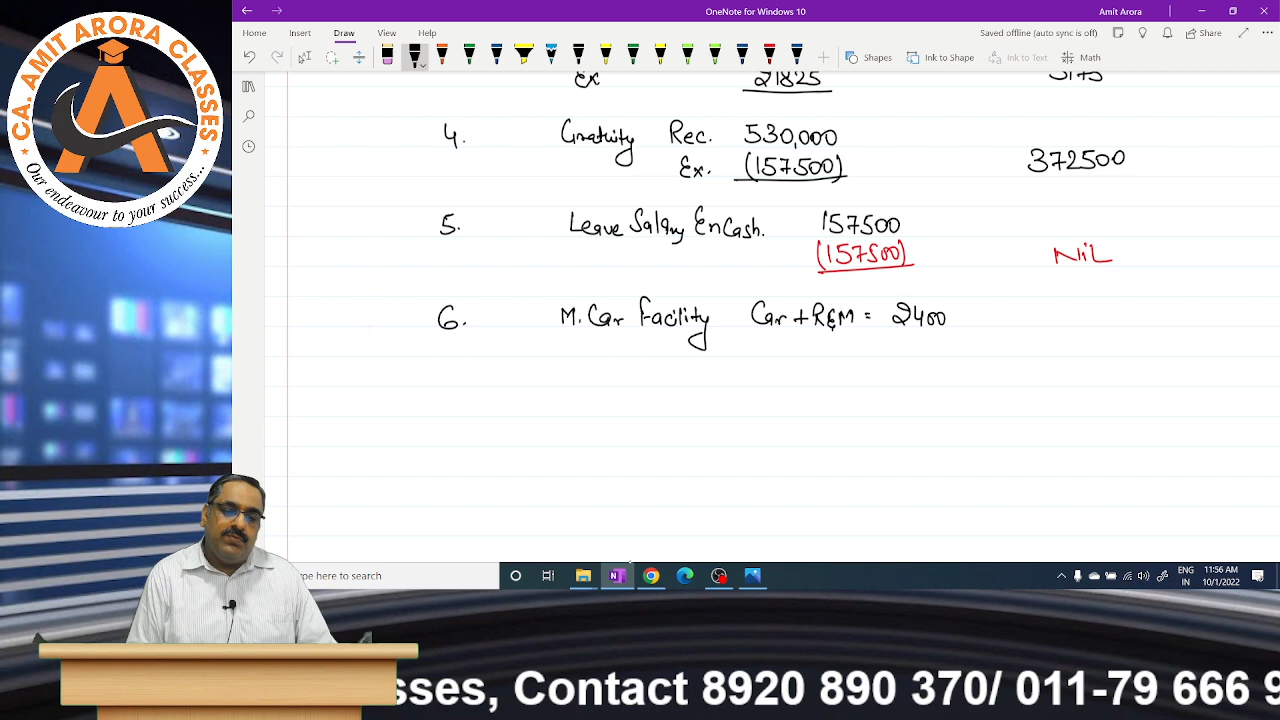 OneNote for Windows 10
Amit Arora
Home Insert Draw View Help
Saved offline (auto sync is off)
Share
Shapes
Ink to Shape
Ink to Text
Math
CA. AMIT ARORA CLASSES
Our endeavour to your success...
Ex 21825 3175
4. Gratuity Rec. 530,000
Ex. (157500) 372500
5. Leave Salary Encash. 157500
(157500) NiL
6. M. Car Facility Car + R&M = 2400
here to search
ENG
IN
11:56 AM
10/1/2022
sses, Contact 8920 890 370/ 011-79 666 9